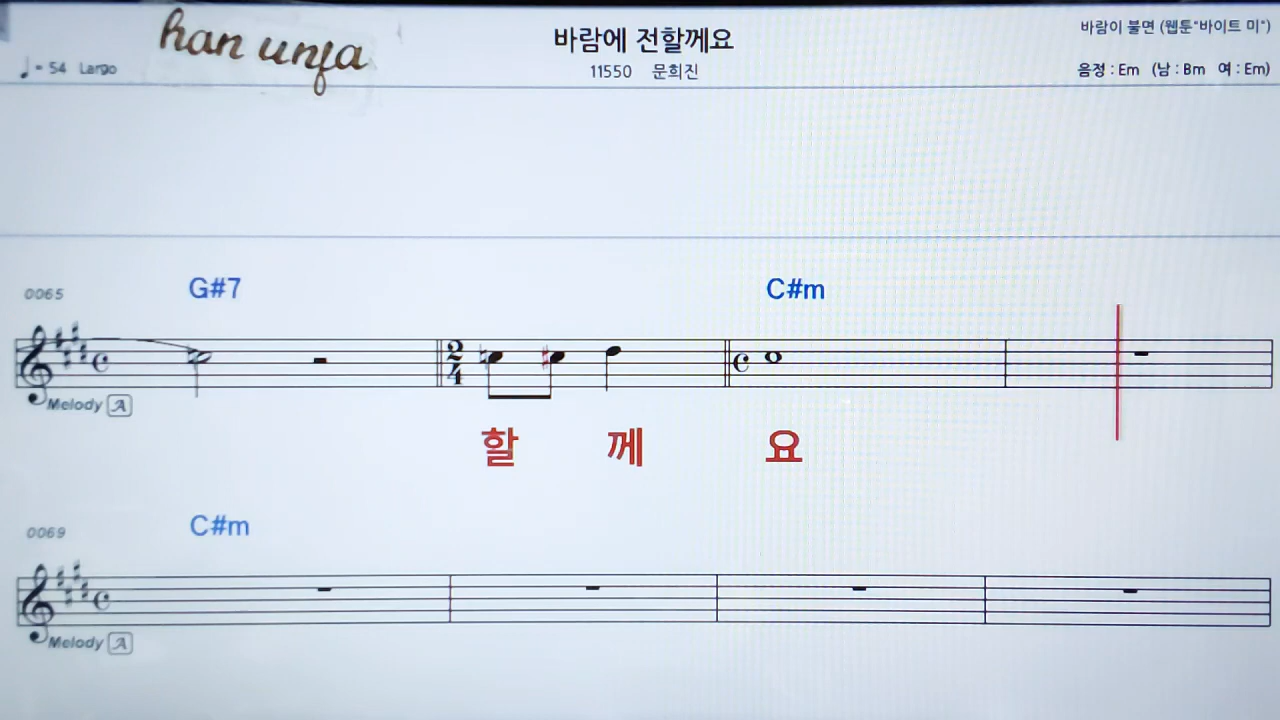 han unfa
바람에 전할께요
바람이 불면 (웹툰"바이트 미")
♩= 54 Largo
11550 문희진
음정 : Em (남 : Bm 여 : Em)
0065
G#7
C#m
2
4
Melody A
할 께 요
0069
C#m
Melody A